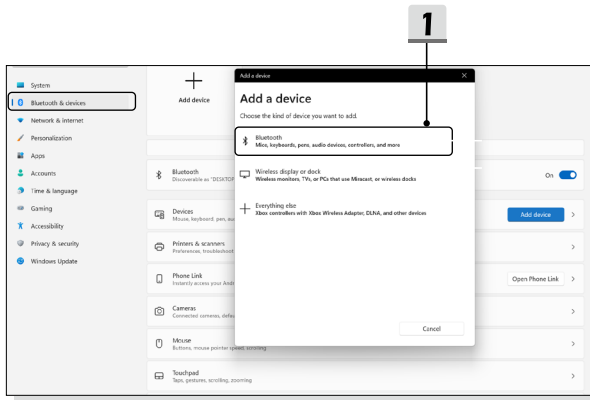 1
System
Bluetooth & devices
Network & internet
Personalization
Apps
Accounts
Time & language
Gaming
Accessibility
Privacy & security
Windows Update
Add device
Bluetooth
Discoverable as "DESKTOP
On
Devices
Mouse, keyboard, pen, au
Add device
Printers & scanners
Preferences, troubleshoot
Phone Link
Instantly access your Andr
Open Phone Link
Cameras
Connected cameras, defau
Mouse
Buttons, mouse pointer speed, scrolling
Touchpad
Taps, gestures, scrolling, zooming
Add a device
Add a device
Choose the kind of device you want to add.
Bluetooth
Mice, keyboards, pens, audio devices, controllers, and more
Wireless display or dock
Wireless monitors, TVs, or PCs that use Miracast, or wireless docks
Everything else
Xbox controllers with Xbox Wireless Adapter, DLNA, and other devices
Cancel